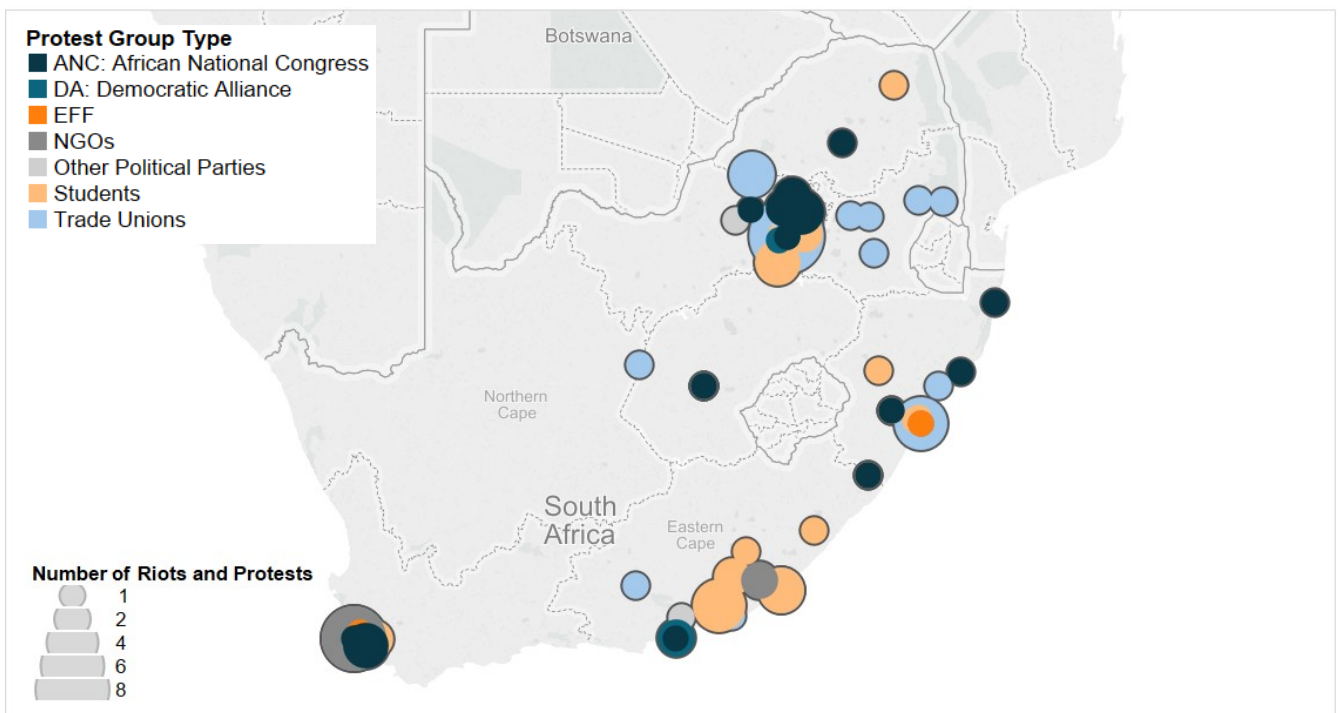 Protest Group Type
ANC: African National Congress
DA: Democratic Alliance
EFF
NGOs
Other Political Parties
Students
Trade Unions
Botswana
Northern
Cape
South
Africa
Eastern
Cape
Number of Riots and Protests
1
2
4
6
8